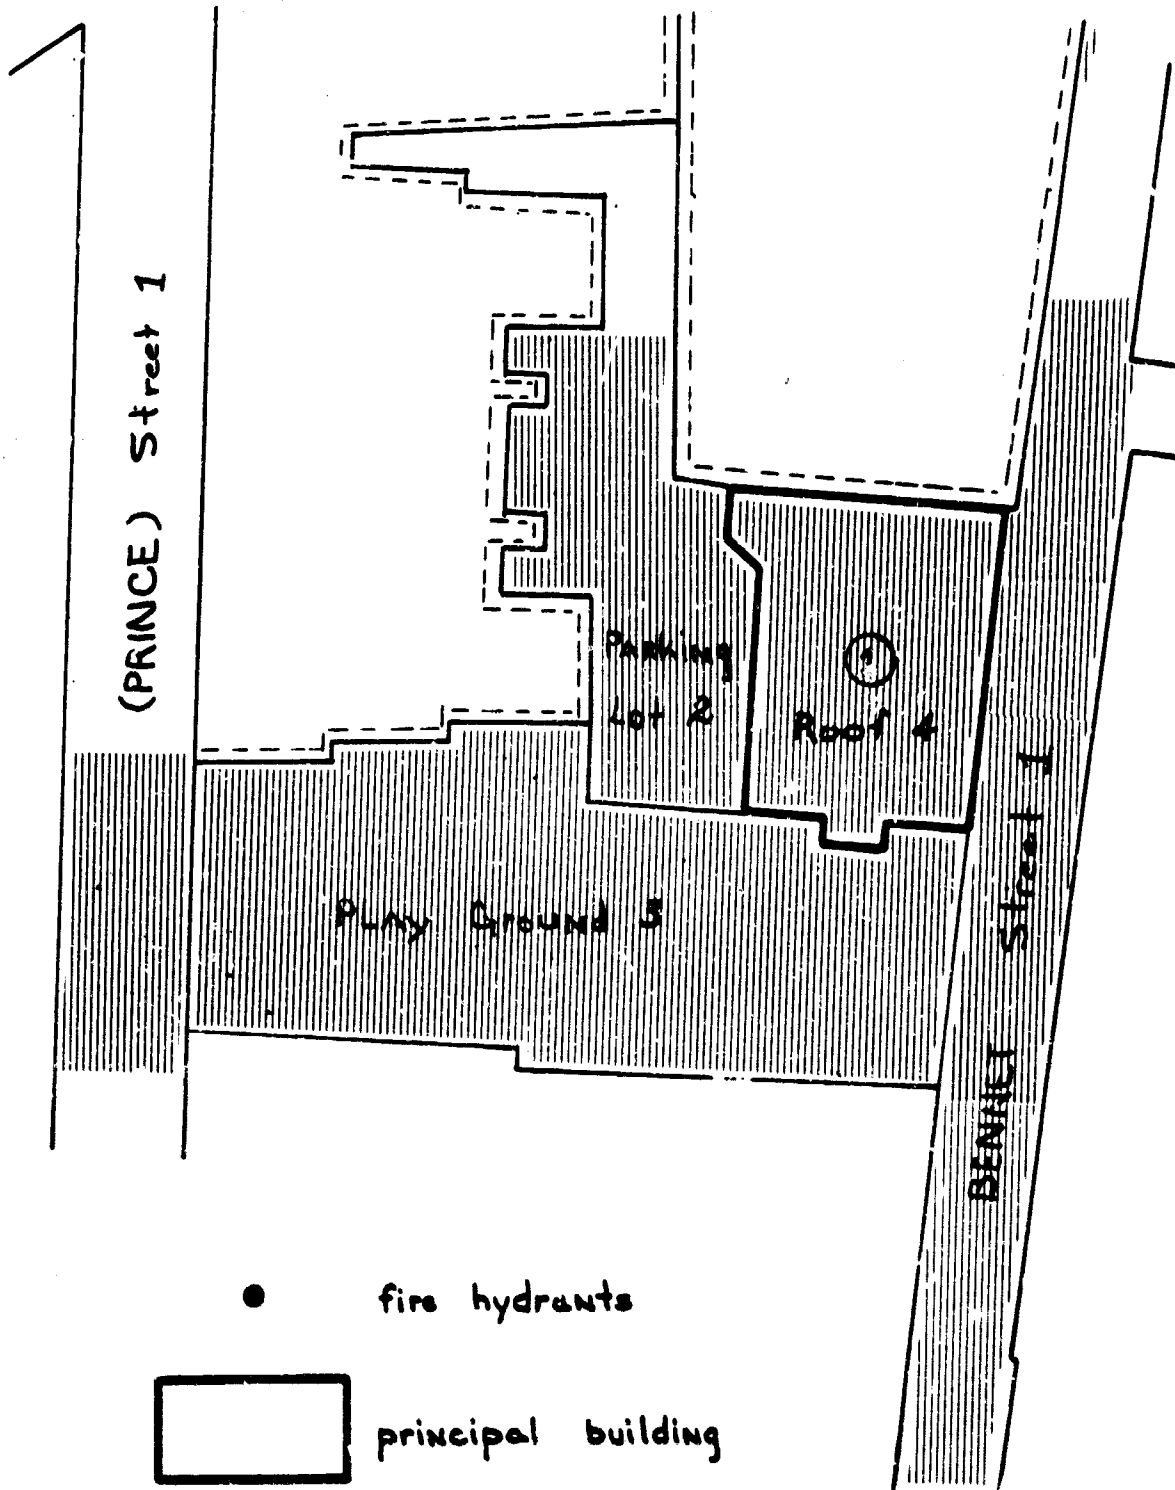 (PRINCE) Street 1
Parking
Lot 2
Roof 4
Play Ground 3
BENNET Street 1
fire hydrants
principal building